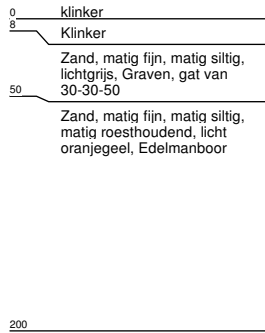 0 klinker
8 Klinker
Zand, matig fijn, matig siltig,
lichtgrijs, Graven, gat van
50 30-30-50
Zand, matig fijn, matig siltig,
matig roesthoudend, licht
oranjegeel, Edelmanboor
200